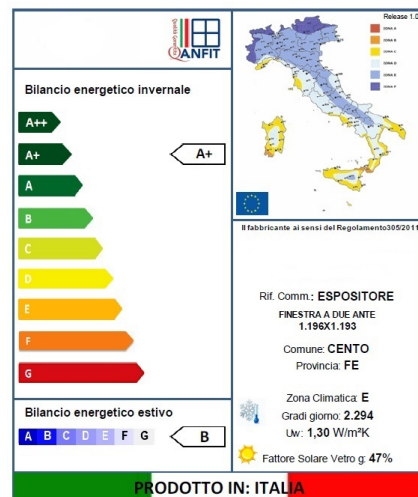 Qualità Garantita
ANFIT
Bilancio energetico invernale
A++
A+
A+
A
B
C
D
E
F
G
Bilancio energetico estivo
A B C D E F G
B
Release 1.0
ZONA A
ZONA B
ZONA C
ZONA D
ZONA E
ZONA F
Il fabbricante ai sensi del Regolamento305/2011
Rif. Comm.: ESPOSITORE
FINESTRA A DUE ANTE
1.196X1.193
Comune: CENTO
Provincia: FE
Zona Climatica: E
Gradi giorno: 2.294
Uw: 1,30 W/m²K
Fattore Solare Vetro g: 47%
PRODOTTO IN: ITALIA